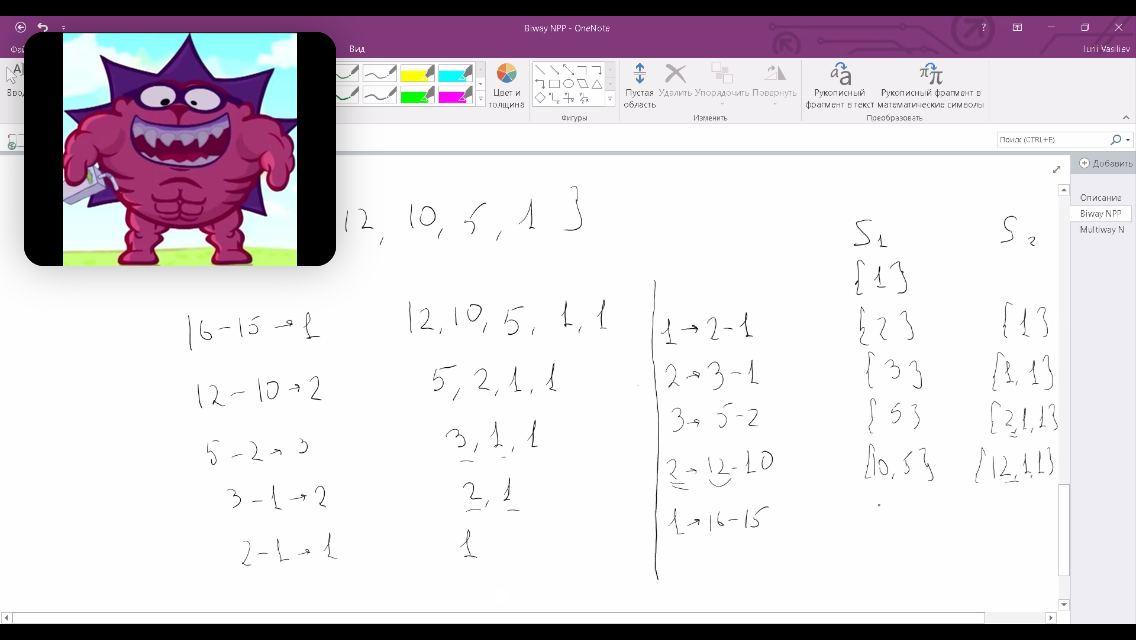 Biway NPP - OneNote
Iurii Vasiliev
Вид
Цвет и толщина
Фигуры
Пустая область
Удалить
Упорядочить
Повернуть
Изменить
Рукописный фрагмент в текст
Рукописный фрагмент в математические символы
Преобразовать
Поиск (CTRL+E)
Добавить
Описание
Biway NPP
Multiway N
12, 10, 5, 1 }
S1 S2
{1}
16-15→1 12,10,5,1,1 1→2-1 {2} {1}
12-10→2 5,2,1,1 2→3-1 {3} {1,1}
5-2→3 3,1,1 3→5-2 {5} {2,1,1}
3-1→2 2,1 2→12-10 {10,5} {12,1,1}
2-1→1 1 1→16-15